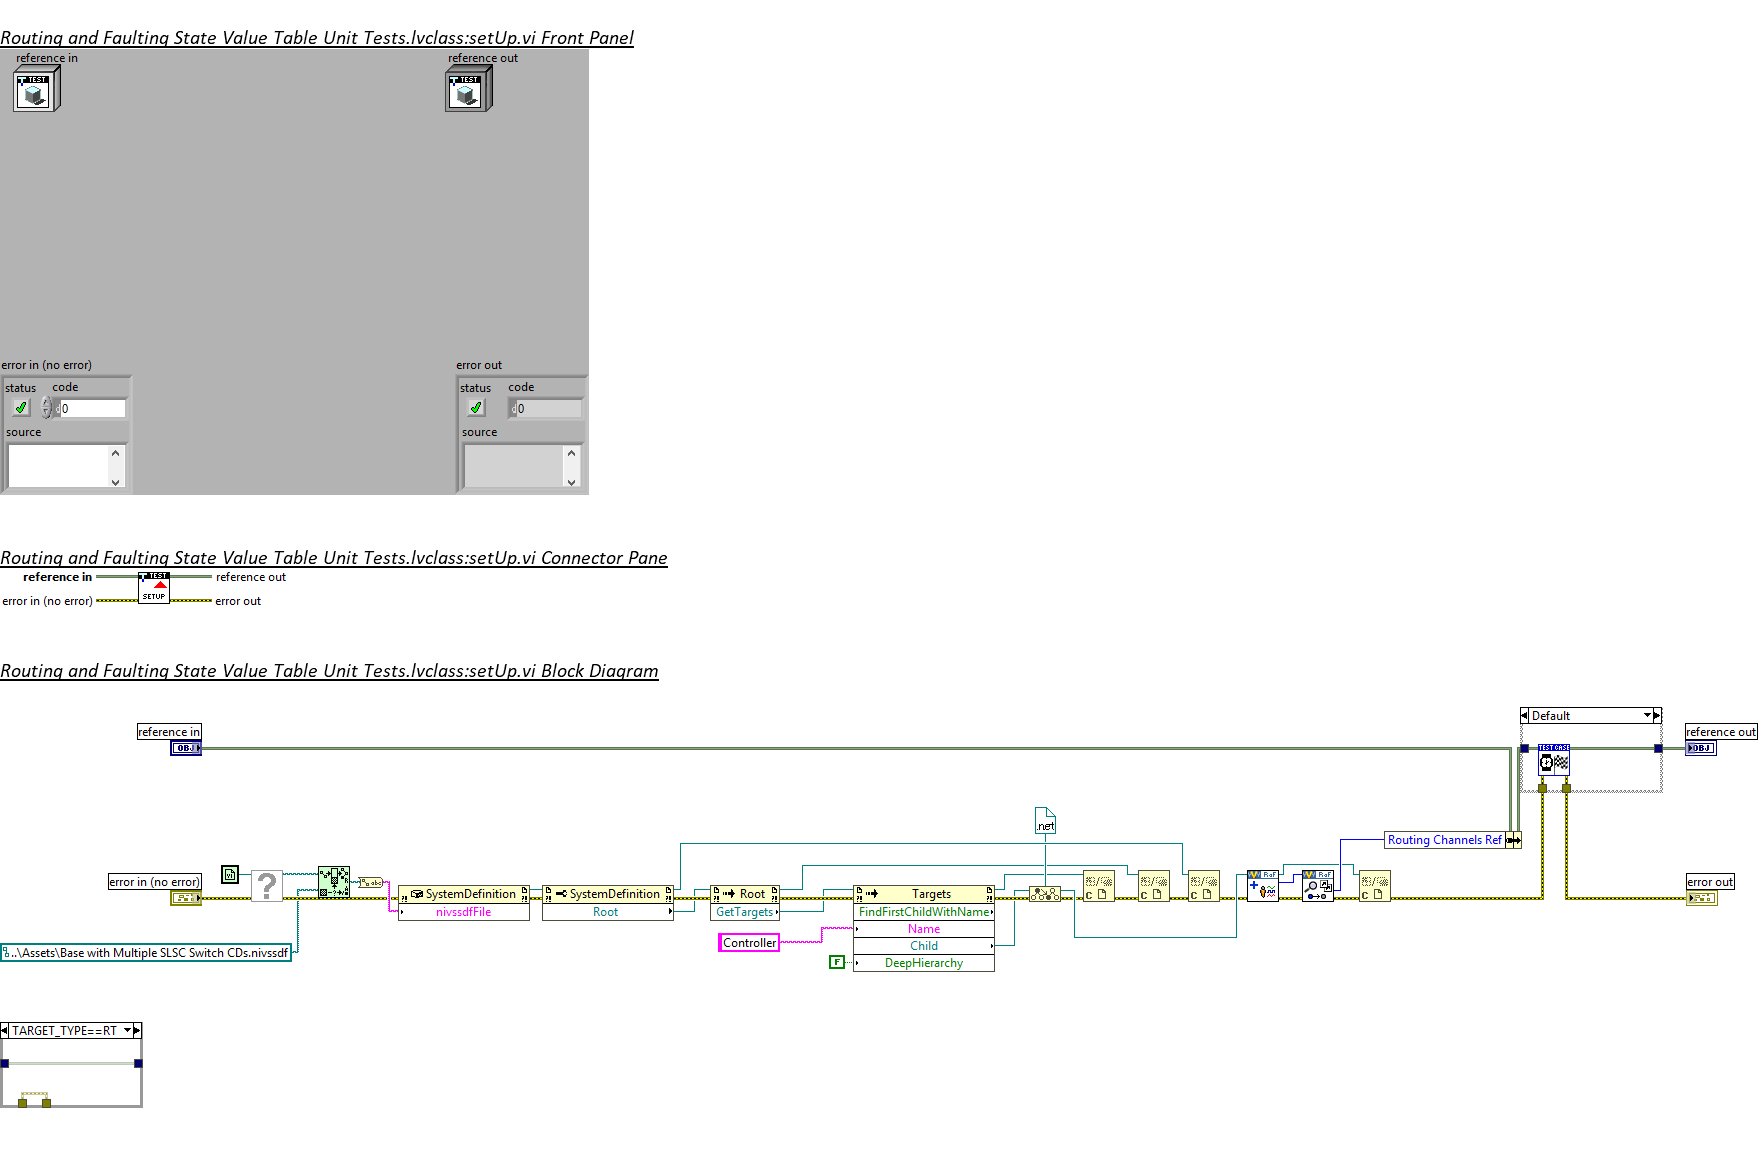 Routing and Faulting State Value Table Unit Tests.lvclass:setUp.vi Front Panel
reference in
reference out
TEST
TEST
error in (no error)
error out
status
code
status
code
d
0
d
0
source
source
Routing and Faulting State Value Table Unit Tests.lvclass:setUp.vi Connector Pane
reference in
TEST
reference out
error in (no error)
SETUP
error out
Routing and Faulting State Value Table Unit Tests.lvclass:setUp.vi Block Diagram
Default
reference in
reference out
OBJ
TEST CASE
OBJ
.net
Routing Channels Ref
error in (no error)
?
SystemDefinition
nivssdfFile
SystemDefinition
Root
Root
GetTargets
Targets
FindFirstChildWithName
Name
Child
DeepHierarchy
C
C
C
Ref
Ref
C
error out
Controller
F
..\Assets\Base with Multiple SLSC Switch CDs.nivssdf
TARGET_TYPE==RT